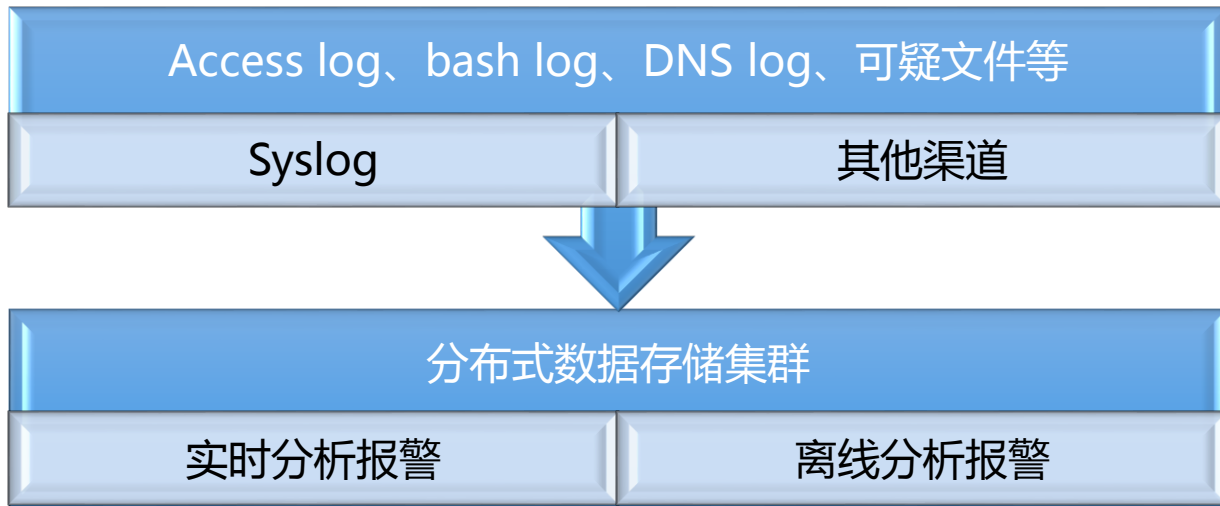 Access log、bash log、DNS log、可疑文件等
Syslog
其他渠道
分布式数据存储集群
实时分析报警
离线分析报警